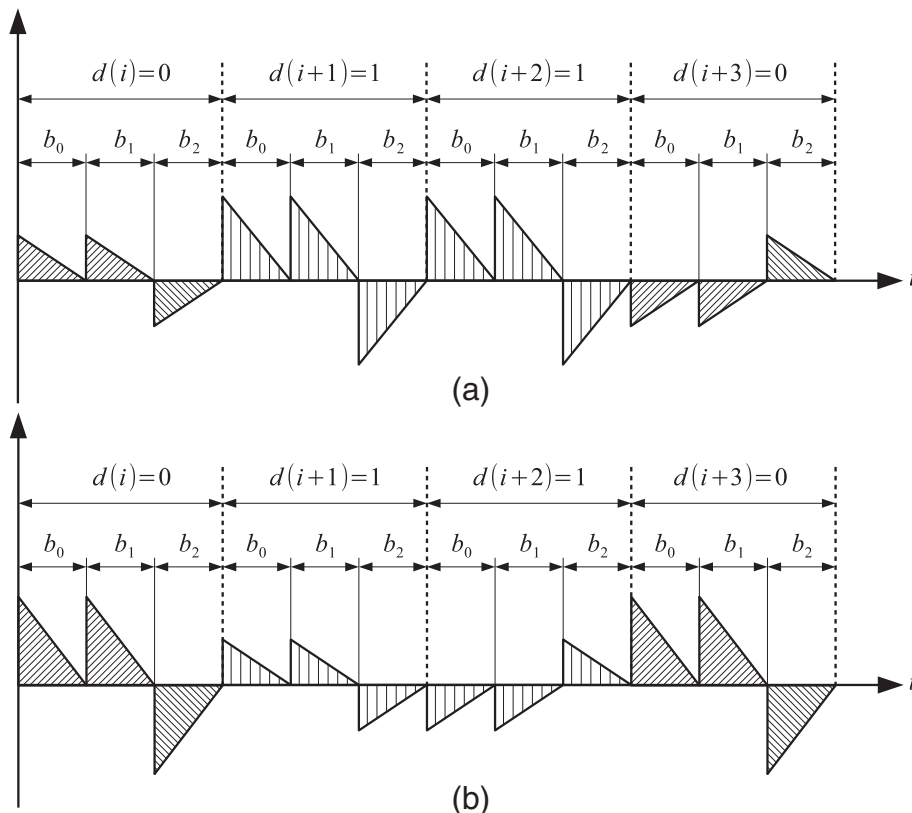 d(i)=0 d(i+1)=1 d(i+2)=1 d(i+3)=0
b₀ b₁ b₂ b₀ b₁ b₂ b₀ b₁ b₂ b₀ b₁ b₂
t
(a)
d(i)=0 d(i+1)=1 d(i+2)=1 d(i+3)=0
b₀ b₁ b₂ b₀ b₁ b₂ b₀ b₁ b₂ b₀ b₁ b₂
t
(b)